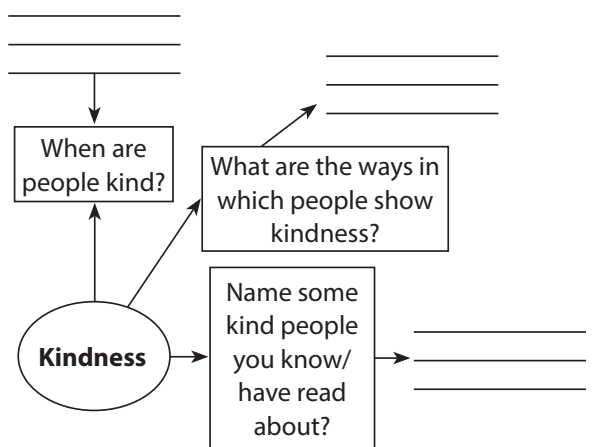 When are
people kind?
What are the ways in
which people show
kindness?
Name some
kind people
you know/
have read
about?
Kindness